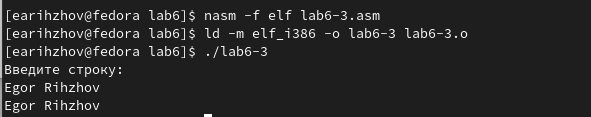 [earihzhov@fedora lab6]$ nasm -f elf lab6-3.asm
[earihzhov@fedora lab6]$ ld -m elf_i386 -o lab6-3 lab6-3.o
[earihzhov@fedora lab6]$ ./lab6-3
Введите строку:
Egor Rihzhov
Egor Rihzhov